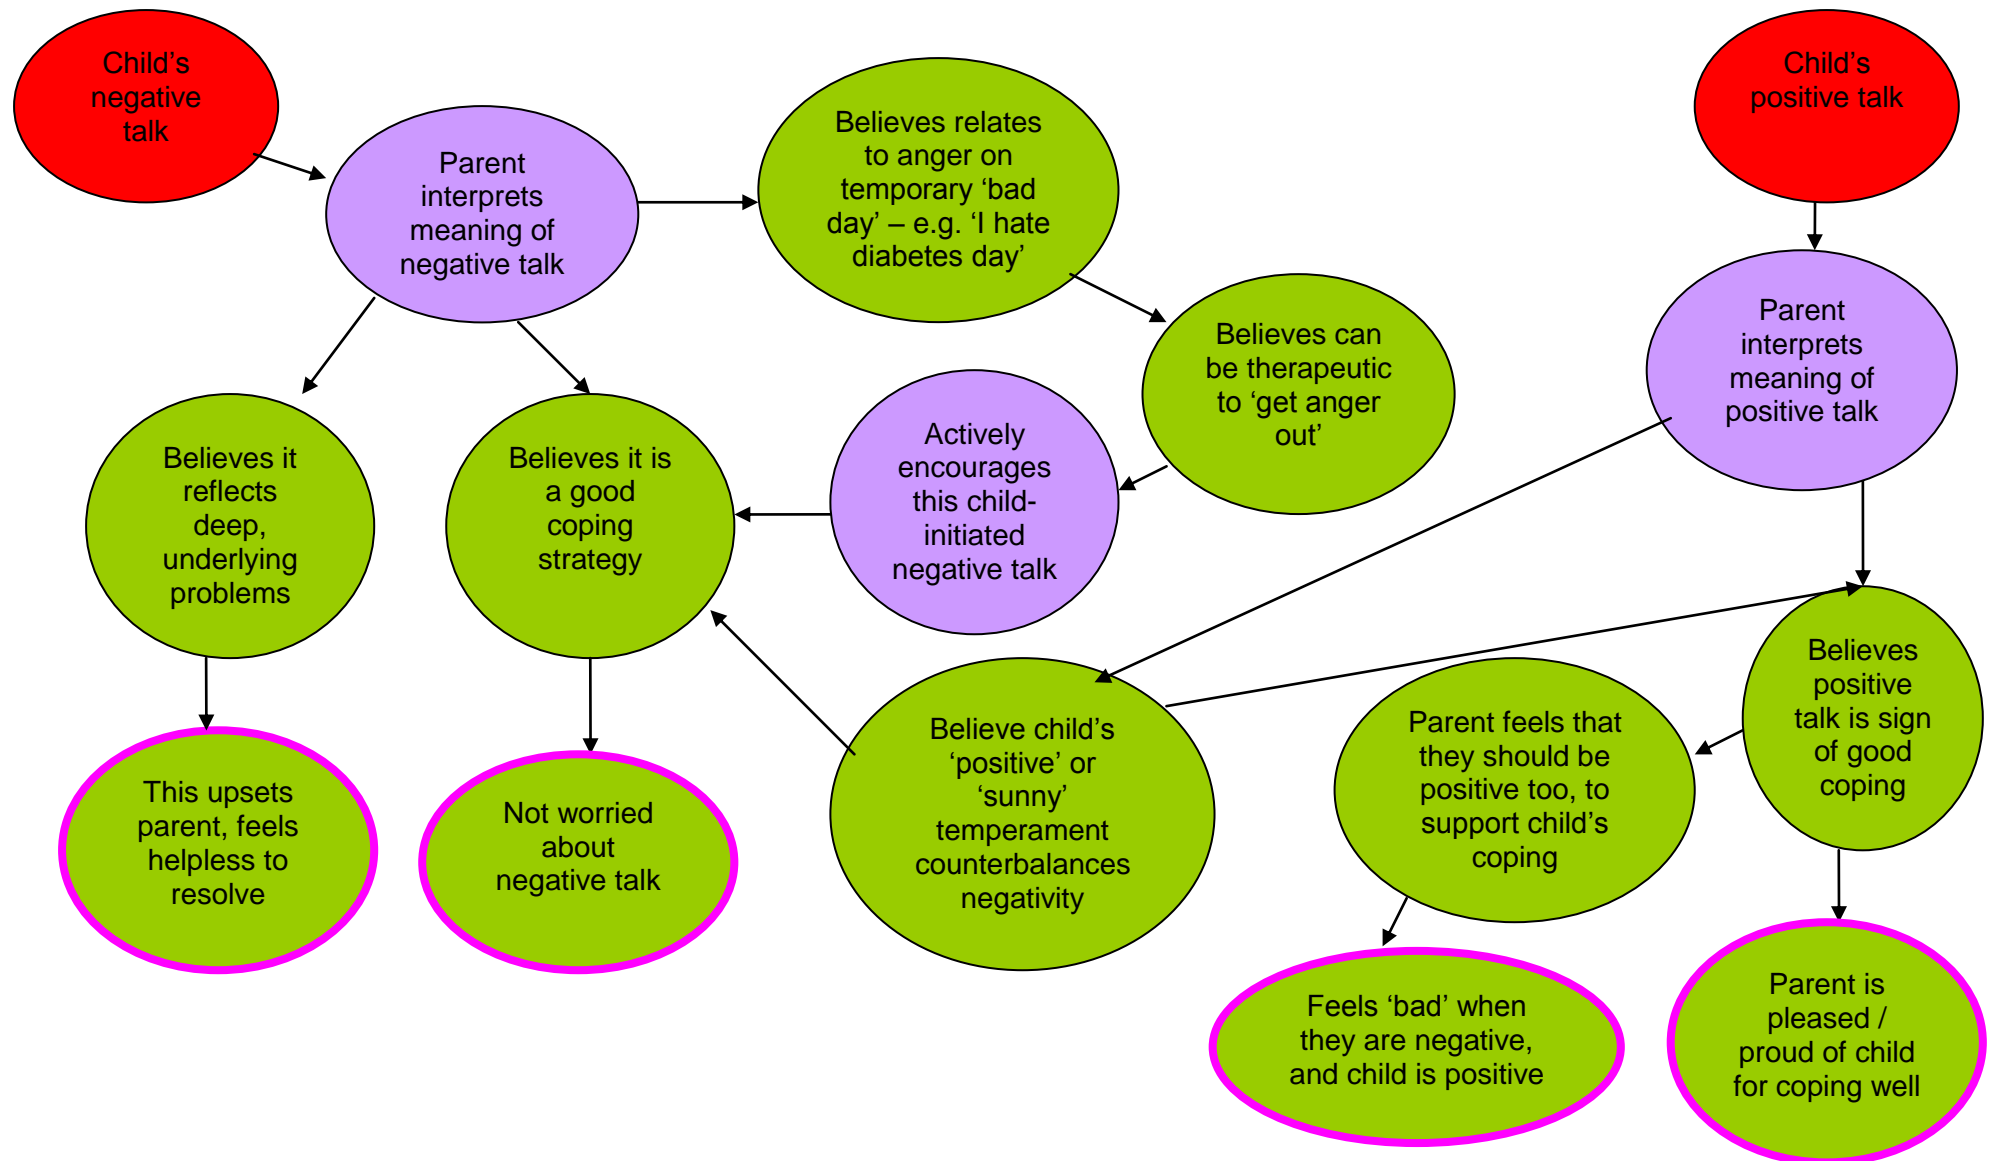 Child’s
negative
talk
Child’s
positive talk
Believes relates
to anger on
temporary ‘bad
day’ – e.g. ‘I hate
diabetes day’
Parent
interprets
meaning of
negative talk
Parent
interprets
meaning of
positive talk
Believes can
be therapeutic
to ‘get anger
out’
Actively
encourages
this child-
initiated
negative talk
Believes it
reflects
deep,
underlying
problems
Believes it is
a good
coping
strategy
Believes
positive
talk is sign
of good
coping
Parent feels that
they should be
positive too, to
support child’s
coping
Believe child’s
‘positive’ or
‘sunny’
temperament
counterbalances
negativity
This upsets
parent, feels
helpless to
resolve
Not worried
about
negative talk
Feels ‘bad’ when
they are negative,
and child is positive
Parent is
pleased /
proud of child
for coping well